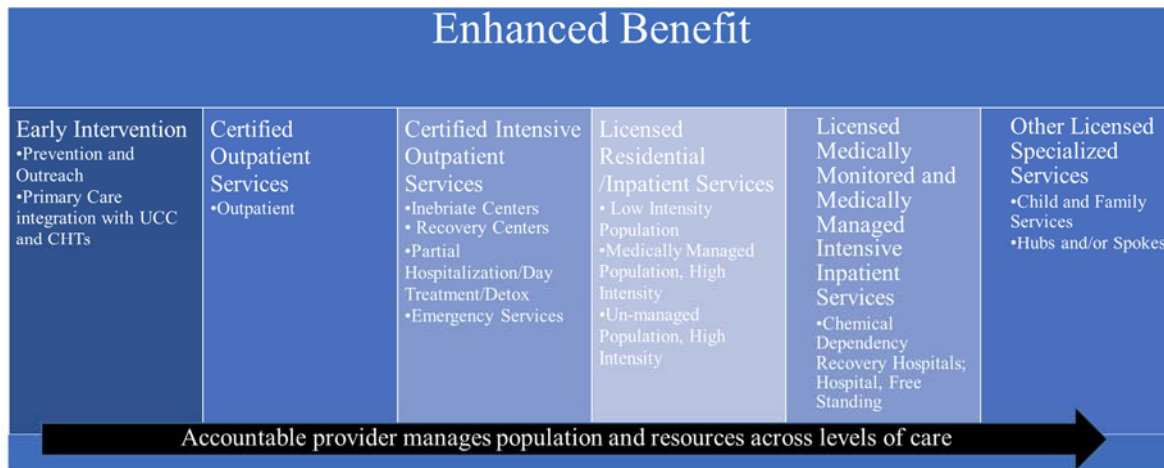 Enhanced Benefit
Early Intervention
•Prevention and
Outreach
•Primary Care
integration with UCC
and CHTs
Certified
Outpatient
Services
•Outpatient
Certified Intensive
Outpatient
Services
•Inebriate Centers
• Recovery Centers
•Partial
Hospitalization/Day
Treatment/Detox
•Emergency Services
Licensed
Residential
/Inpatient Services
• Low Intensity
Population
•Medically Managed
Population, High
Intensity
•Un-managed
Population, High
Intensity
Licensed
Medically
Monitored and
Medically
Managed
Intensive
Inpatient
Services
•Chemical
Dependency
Recovery Hospitals;
Hospital, Free
Standing
Other Licensed
Specialized
Services
•Child and Family
Services
•Hubs and/or Spokes
Accountable provider manages population and resources across levels of care